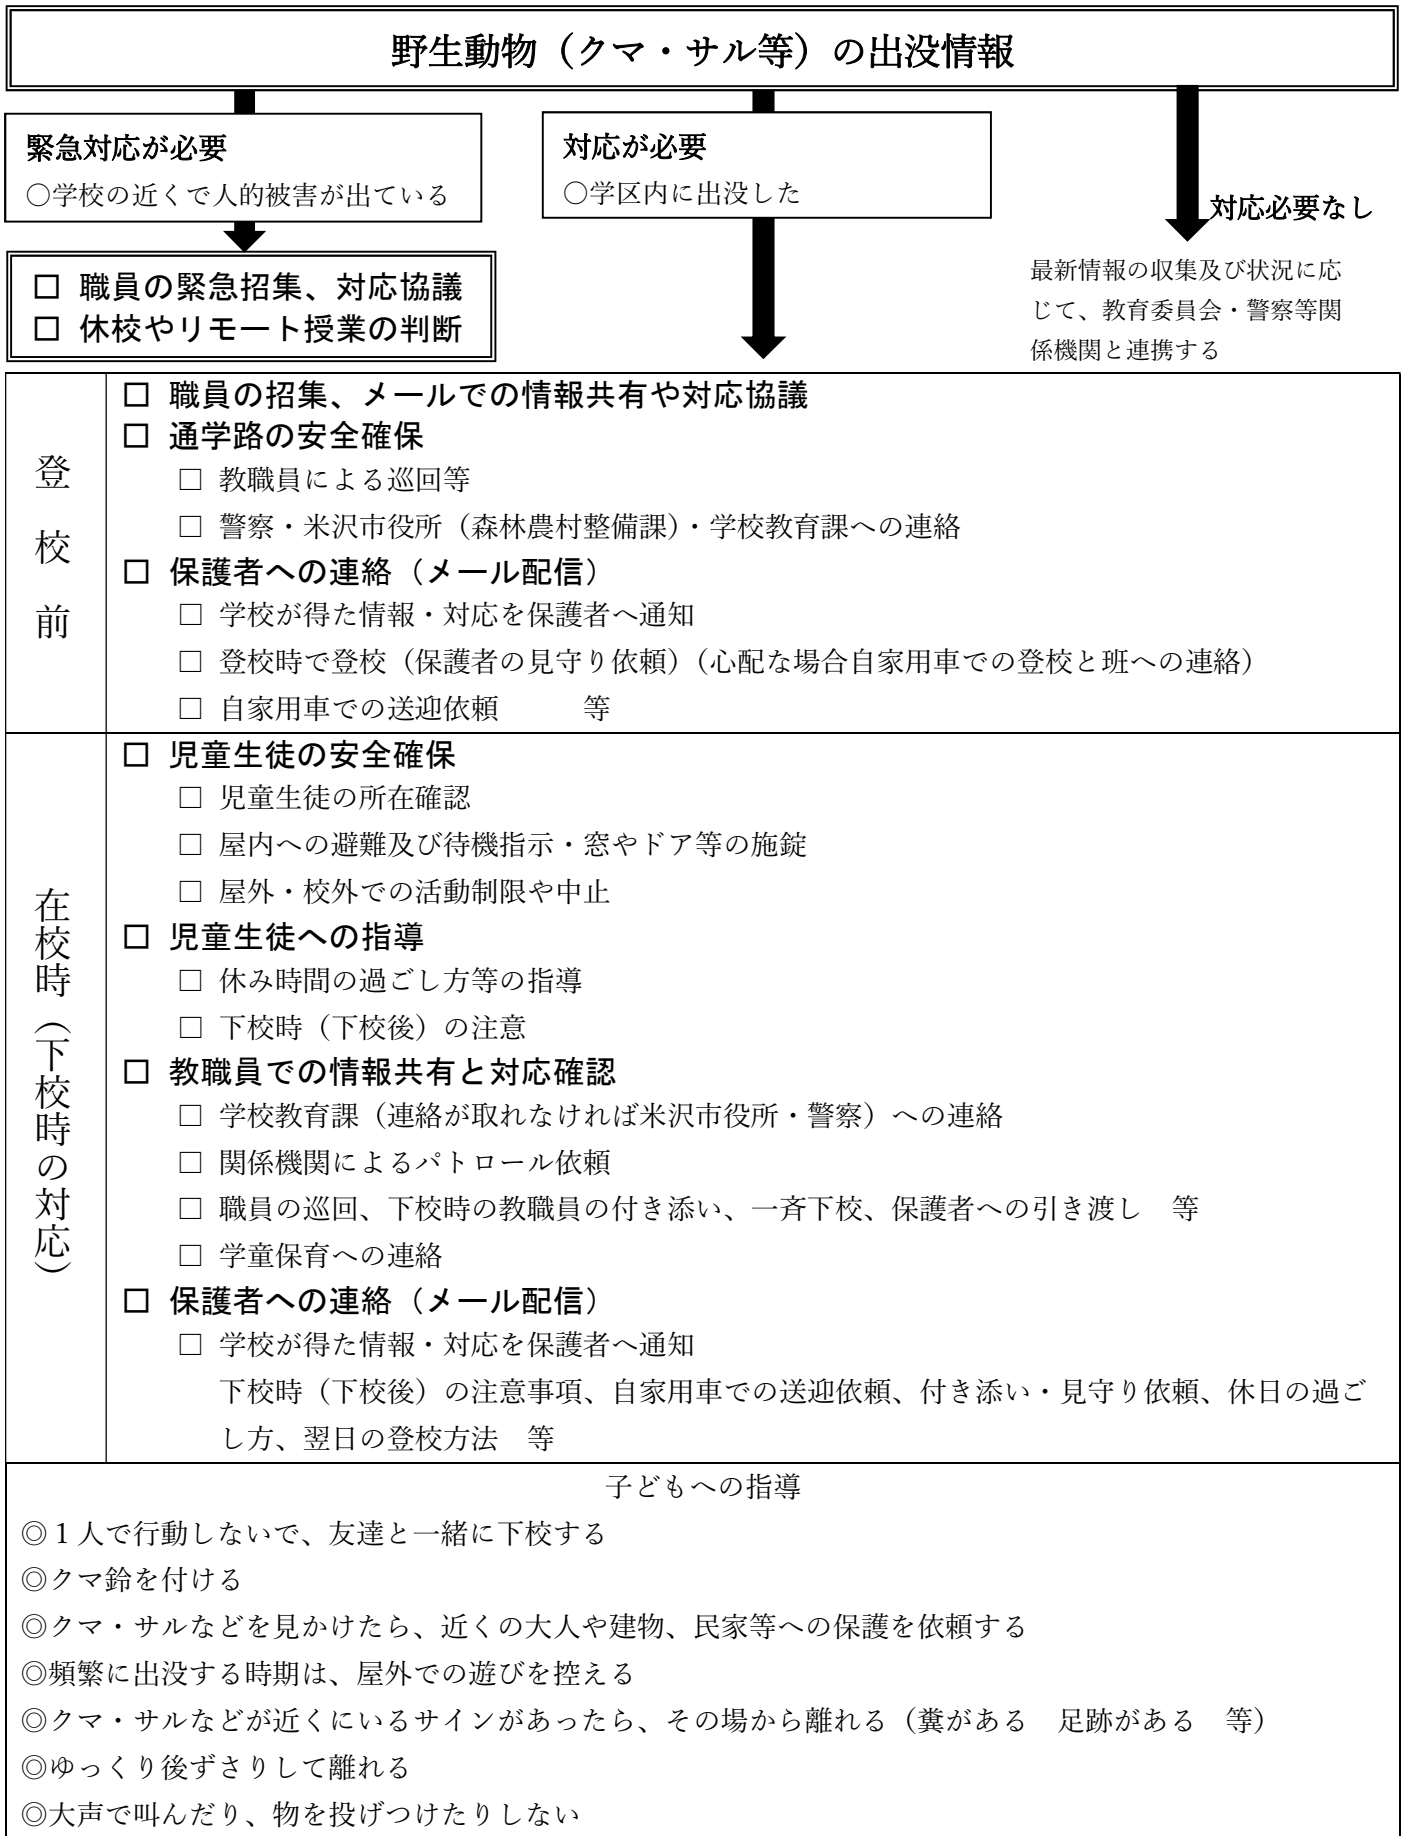 野生動物（クマ・サル等）の出没情報
緊急対応が必要
〇学校の近くで人的被害が出ている
対応が必要
〇学区内に出没した
対応必要なし
□ 職員の緊急招集、対応協議
□ 休校やリモート授業の判断
最新情報の収集及び状況に応
じて、教育委員会・警察等関
係機関と連携する
登校前
□ 職員の招集、メールでの情報共有や対応協議
□ 通学路の安全確保
□ 教職員による巡回等
□ 警察・米沢市役所（森林農村整備課）・学校教育課への連絡
□ 保護者への連絡（メール配信）
□ 学校が得た情報・対応を保護者へ通知
□ 登校時で登校（保護者の見守り依頼）（心配な場合自家用車での登校と班への連絡）
□ 自家用車での送迎依頼　　　等
在校時（下校時の対応）
□ 児童生徒の安全確保
□ 児童生徒の所在確認
□ 屋内への避難及び待機指示・窓やドア等の施錠
□ 屋外・校外での活動制限や中止
□ 児童生徒への指導
□ 休み時間の過ごし方等の指導
□ 下校時（下校後）の注意
□ 教職員での情報共有と対応確認
□ 学校教育課（連絡が取れなければ米沢市役所・警察）への連絡
□ 関係機関によるパトロール依頼
□ 職員の巡回、下校時の教職員の付き添い、一斉下校、保護者への引き渡し　等
□ 学童保育への連絡
□ 保護者への連絡（メール配信）
□ 学校が得た情報・対応を保護者へ通知
下校時（下校後）の注意事項、自家用車での送迎依頼、付き添い・見守り依頼、休日の過ご
し方、翌日の登校方法　等
子どもへの指導
◎１人で行動しないで、友達と一緒に下校する
◎クマ鈴を付ける
◎クマ・サルなどを見かけたら、近くの大人や建物、民家等への保護を依頼する
◎頻繁に出没する時期は、屋外での遊びを控える
◎クマ・サルなどが近くにいるサインがあったら、その場から離れる（糞がある　足跡がある　等）
◎ゆっくり後ずさりして離れる
◎大声で叫んだり、物を投げつけたりしない